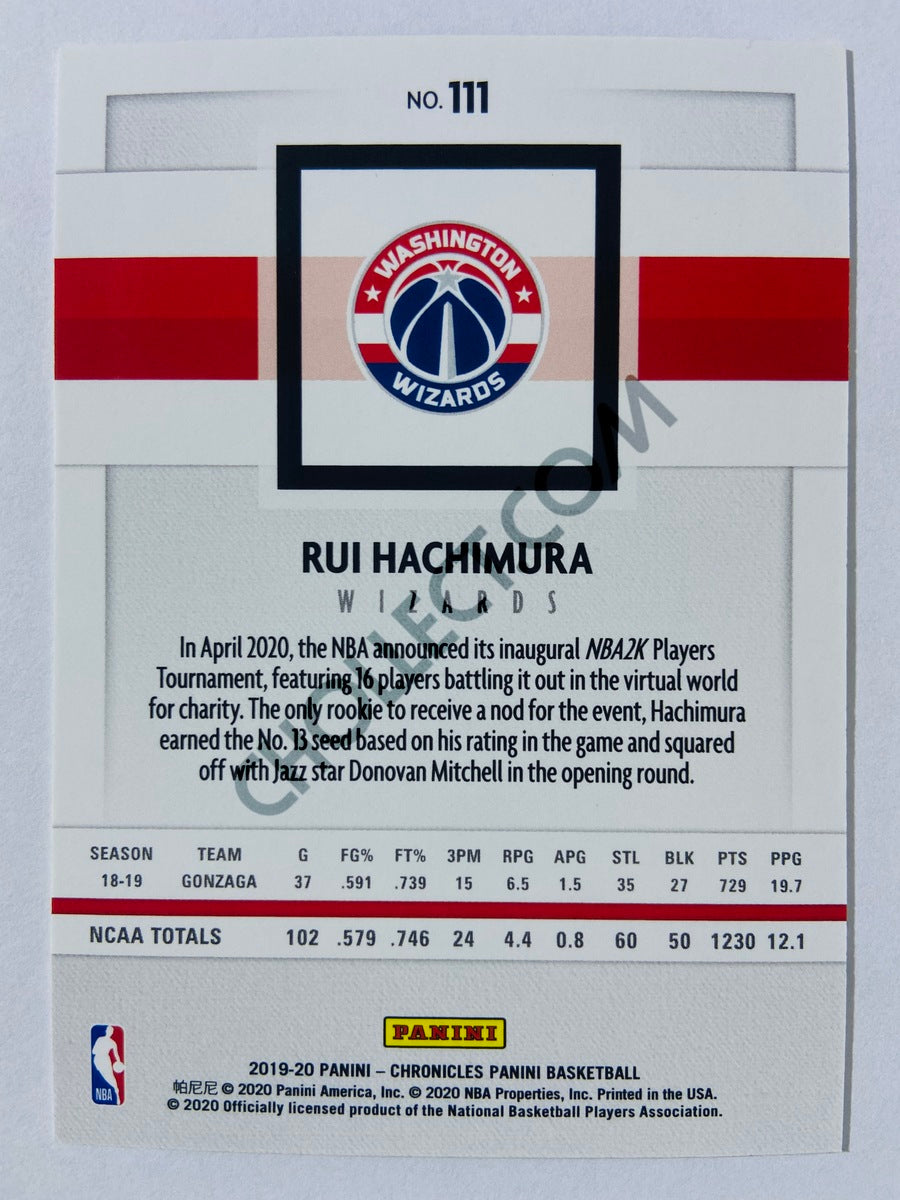 NO. 111
WASHINGTON
WIZARDS
RUI HACHIMURA
WIZARDS
In April 2020, the NBA announced its inaugural NBA2K Players
Tournament, featuring 16 players battling it out in the virtual world
for charity. The only rookie to receive a nod for the event, Hachimura
earned the No. 13 seed based on his rating in the game and squared
off with Jazz star Donovan Mitchell in the opening round.
CHOLLECT.COM
SEASON TEAM G FG% FT% 3PM RPG APG STL BLK PTS PPG
18-19 GONZAGA 37 .591 .739 15 6.5 1.5 35 27 729 19.7
NCAA TOTALS 102 .579 .746 24 4.4 0.8 60 50 1230 12.1
PANINI
NBA
2019-20 PANINI – CHRONICLES PANINI BASKETBALL
帕尼尼 © 2020 Panini America, Inc. © 2020 NBA Properties, Inc. Printed in the USA.
© 2020 Officially licensed product of the National Basketball Players Association.